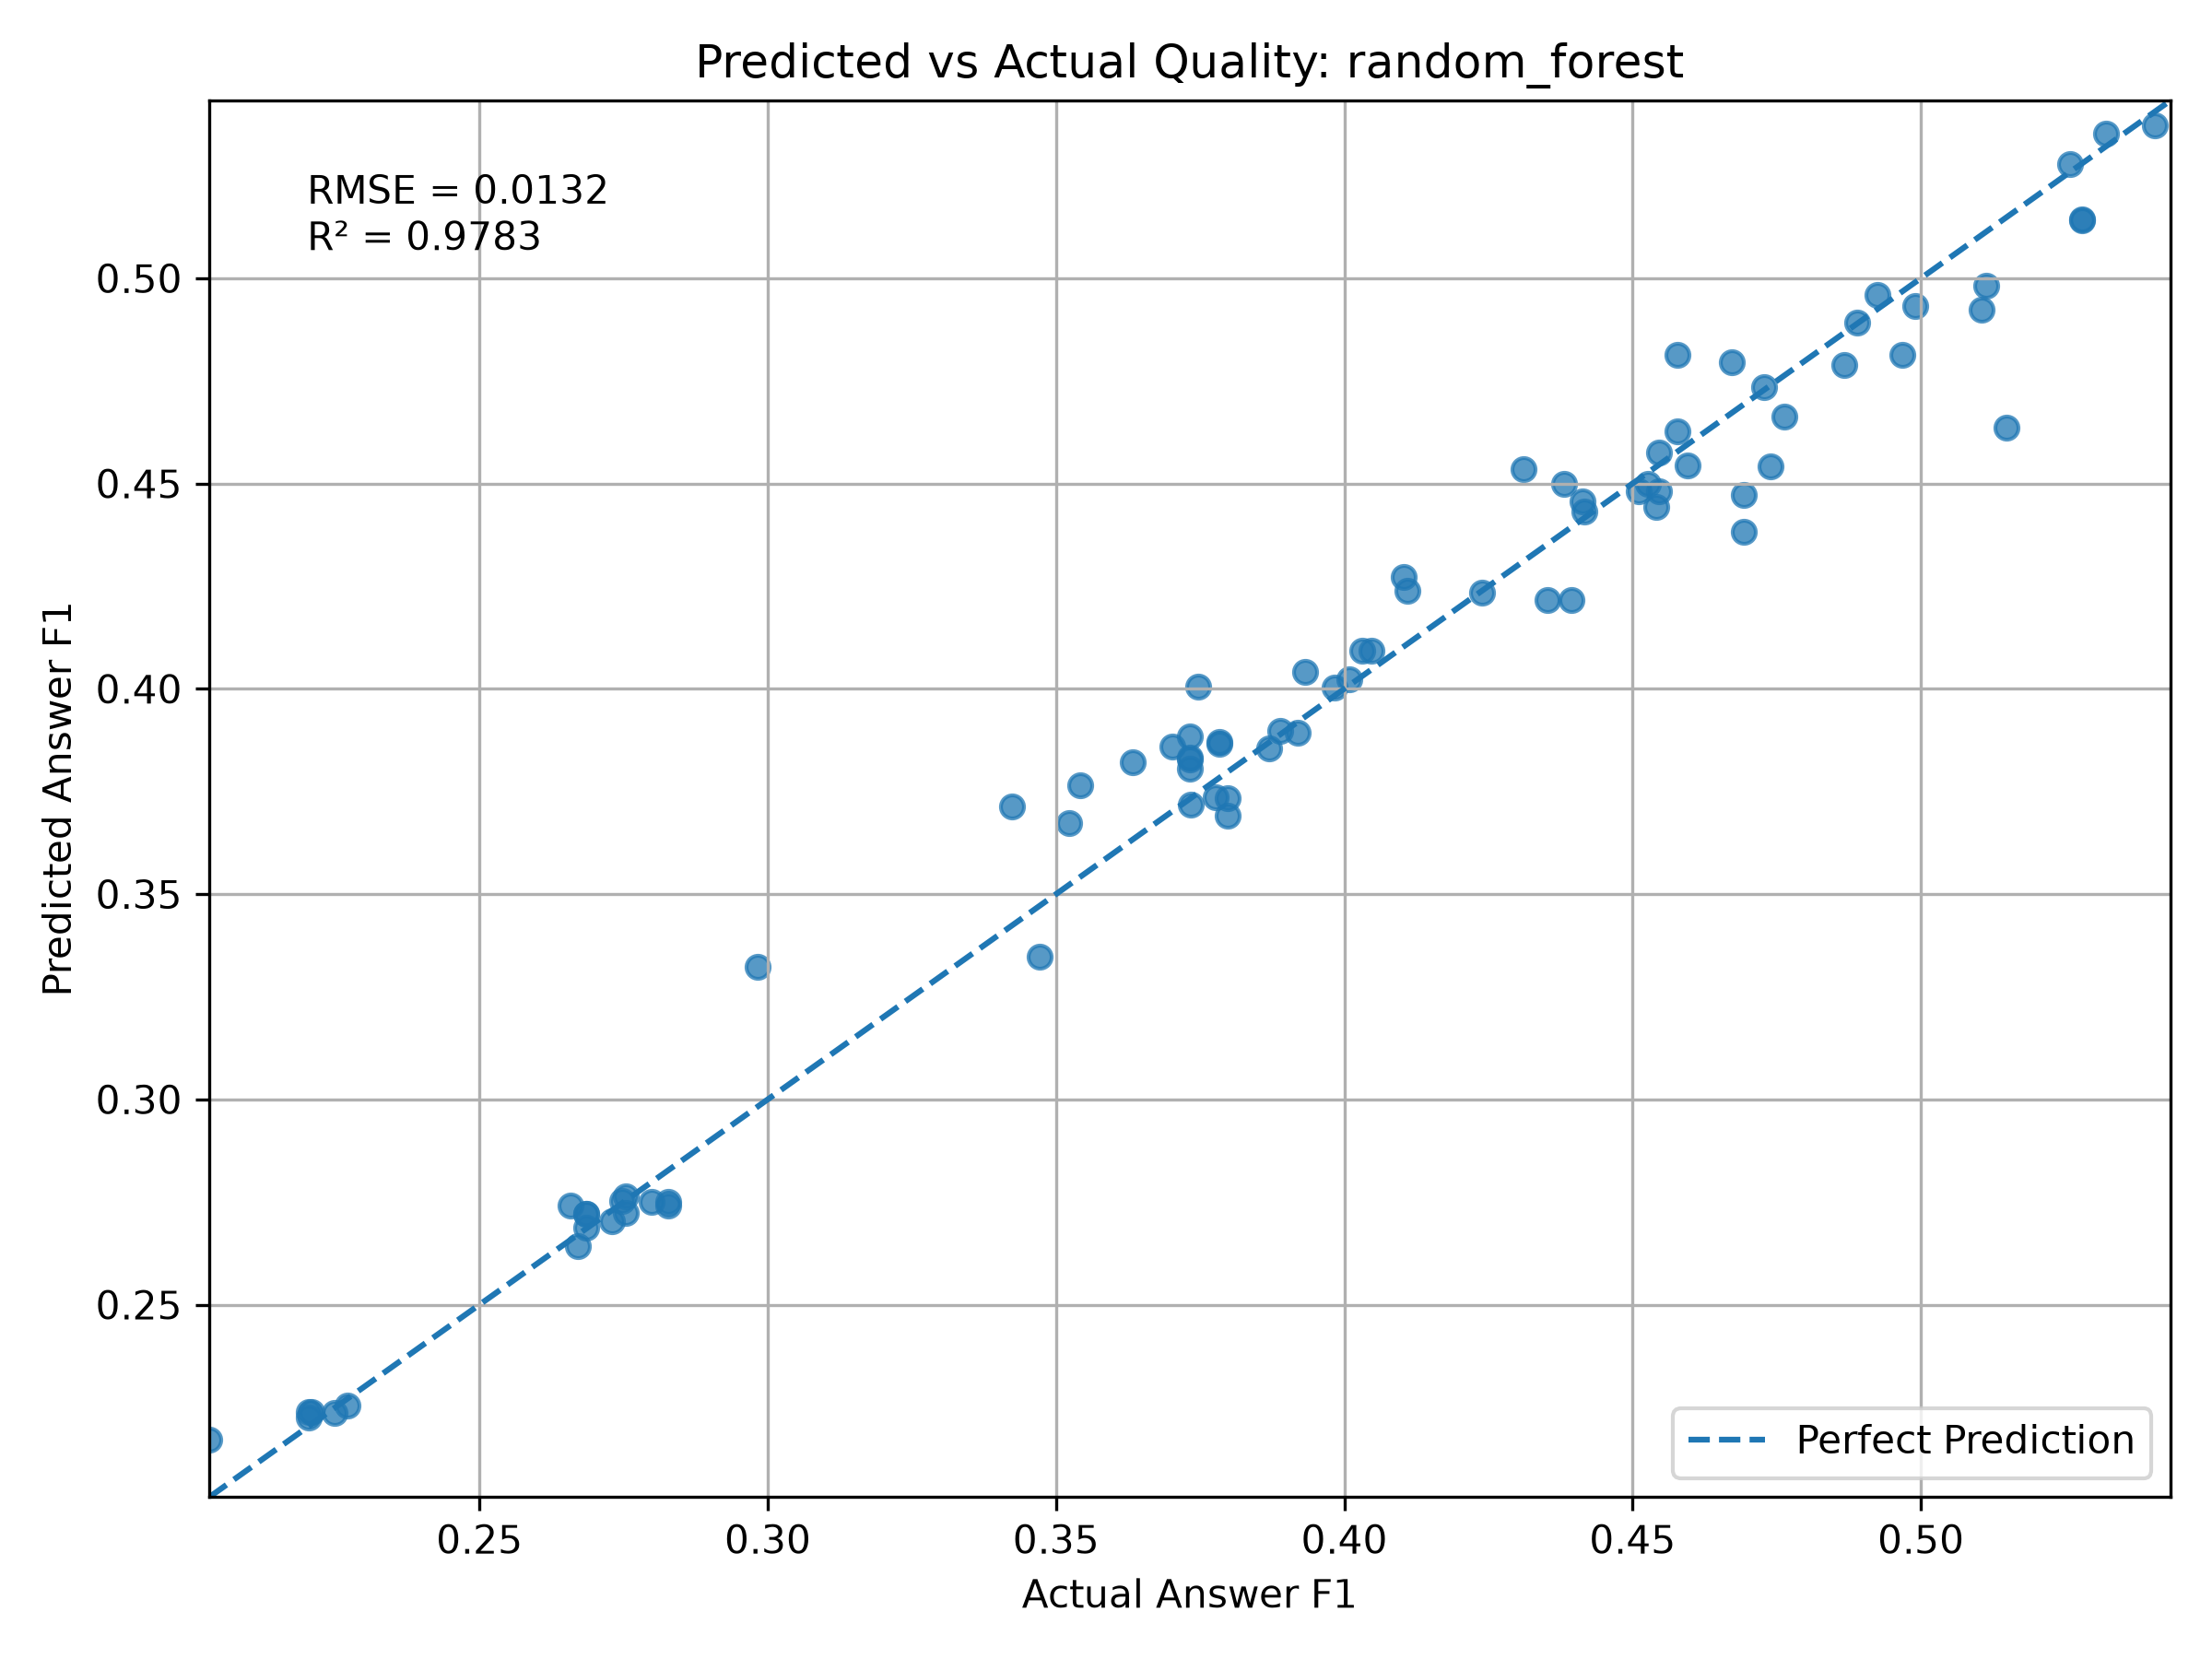 Predicted vs Actual Quality: random_forest
RMSE = 0.0132
R² = 0.9783
0.50
0.45
0.40
0.35
0.30
0.25
Predicted Answer F1
Perfect Prediction
0.25 0.30 0.35 0.40 0.45 0.50
Actual Answer F1